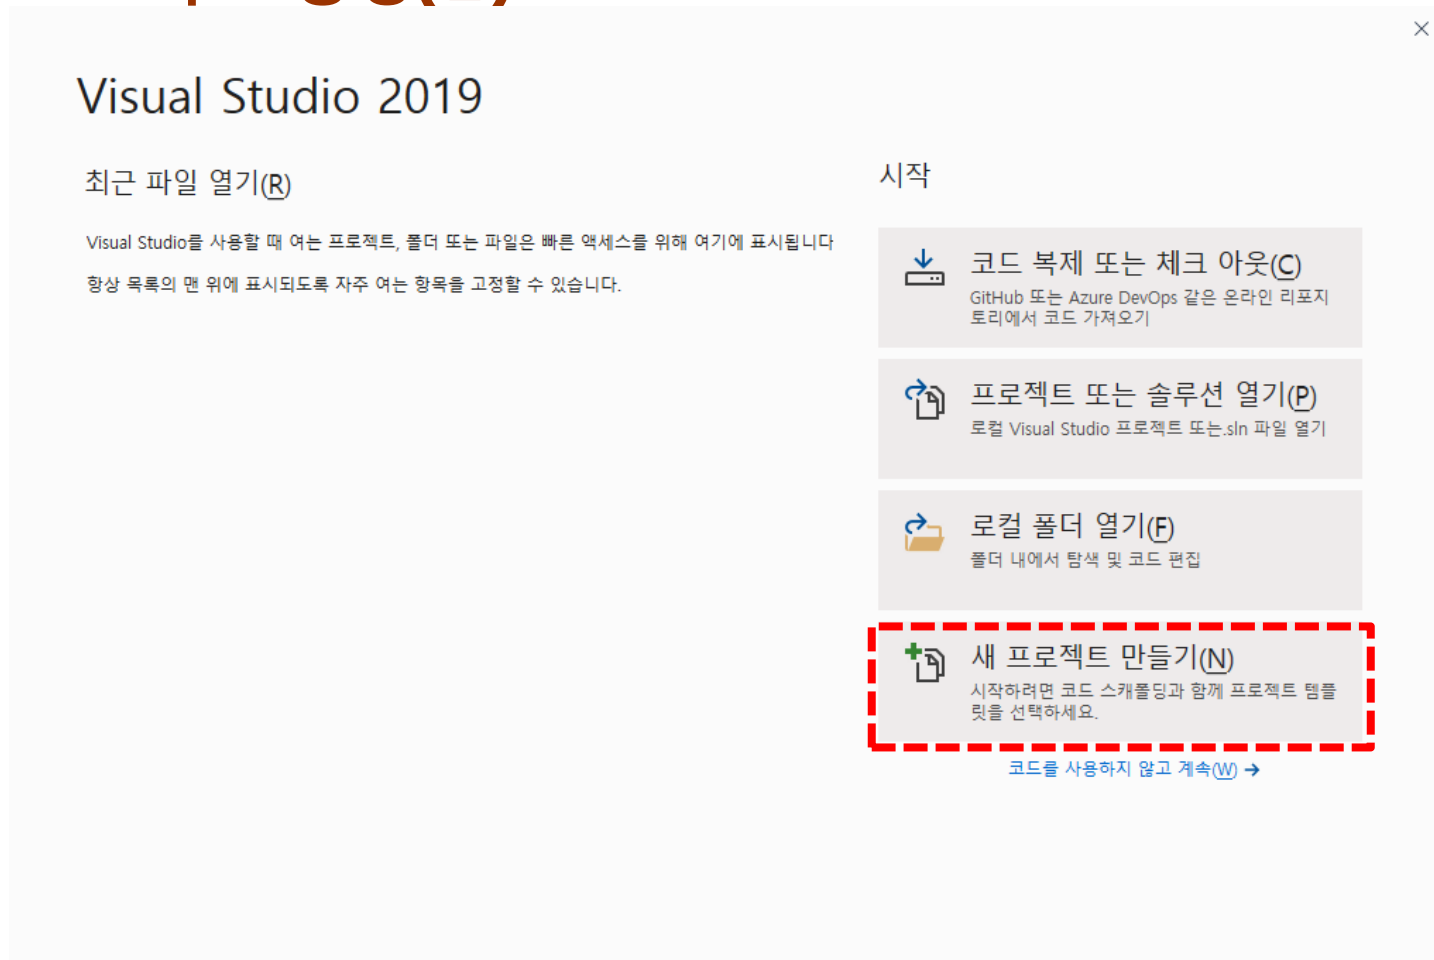 Visual Studio 2019
최근 파일 열기(R)
Visual Studio를 사용할 때 여는 프로젝트, 폴더 또는 파일은 빠른 액세스를 위해 여기에 표시됩니다
항상 목록의 맨 위에 표시되도록 자주 여는 항목을 고정할 수 있습니다.
시작
코드 복제 또는 체크 아웃(C)
GitHub 또는 Azure DevOps 같은 온라인 리포지
토리에서 코드 가져오기
프로젝트 또는 솔루션 열기(P)
로컬 Visual Studio 프로젝트 또는.sln 파일 열기
로컬 폴더 열기(F)
폴더 내에서 탐색 및 코드 편집
새 프로젝트 만들기(N)
시작하려면 코드 스캐폴딩과 함께 프로젝트 템플
릿을 선택하세요.
코드를 사용하지 않고 계속(W) →